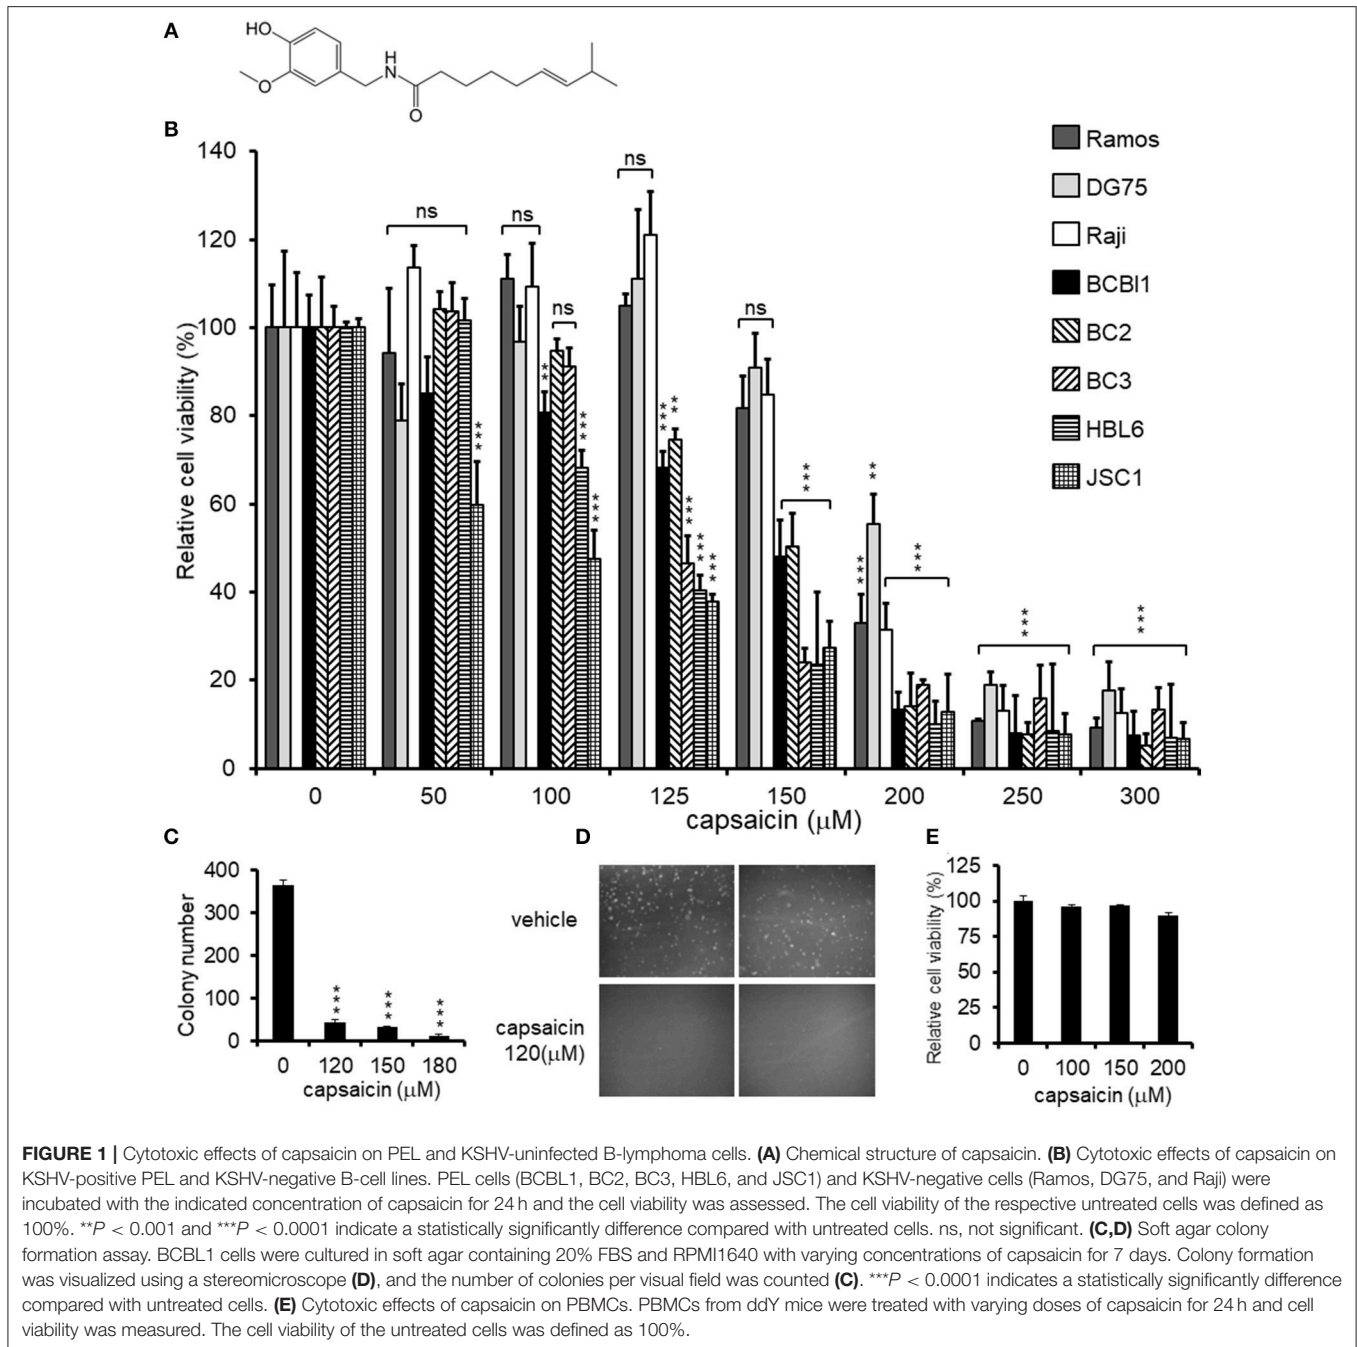 A
HO
O
H
N
O
B
Relative cell viability (%)
140
120
100
80
60
40
20
0
ns
ns
ns
ns
ns
***
**
***
***
***
**
***
***
***
***
***
**
***
***
***
Ramos
DG75
Raji
BCBl1
BC2
BC3
HBL6
JSC1
0 50 100 125 150 200 250 300
capsaicin (μM)
C
Colony number
400
300
200
100
0
***
***
***
0 120 150 180
capsaicin (μM)
D
vehicle
capsaicin
120(μM)
E
Relative cell viability (%)
125
100
75
50
25
0
0 100 150 200
capsaicin (μM)
FIGURE 1 | Cytotoxic effects of capsaicin on PEL and KSHV-uninfected B-lymphoma cells. (A) Chemical structure of capsaicin. (B) Cytotoxic effects of capsaicin on
KSHV-positive PEL and KSHV-negative B-cell lines. PEL cells (BCBL1, BC2, BC3, HBL6, and JSC1) and KSHV-negative cells (Ramos, DG75, and Raji) were
incubated with the indicated concentration of capsaicin for 24 h and the cell viability was assessed. The cell viability of the respective untreated cells was defined as
100%. **P < 0.001 and ***P < 0.0001 indicate a statistically significantly difference compared with untreated cells. ns, not significant. (C,D) Soft agar colony
formation assay. BCBL1 cells were cultured in soft agar containing 20% FBS and RPMI1640 with varying concentrations of capsaicin for 7 days. Colony formation
was visualized using a stereomicroscope (D), and the number of colonies per visual field was counted (C). ***P < 0.0001 indicates a statistically significantly difference
compared with untreated cells. (E) Cytotoxic effects of capsaicin on PBMCs. PBMCs from ddY mice were treated with varying doses of capsaicin for 24 h and cell
viability was measured. The cell viability of the untreated cells was defined as 100%.